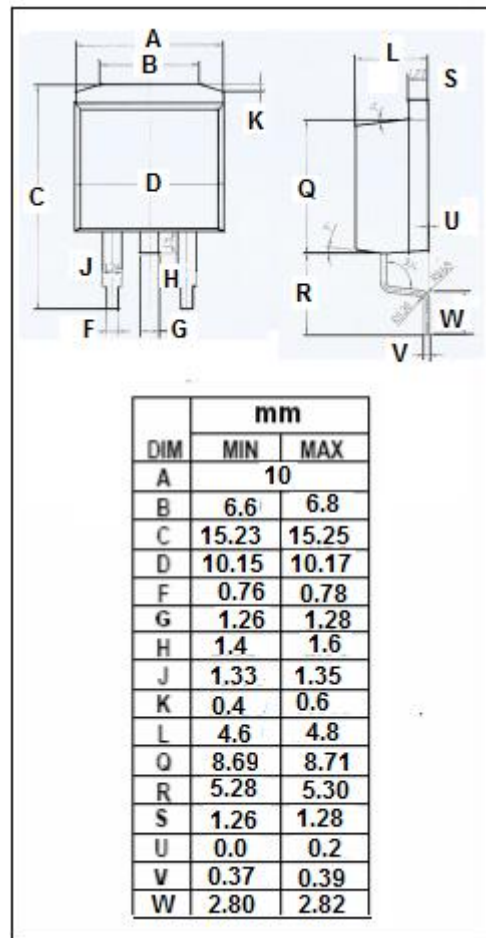 A
B
L
S
K
C
D
Q
U
J
H
R
F
G
W
V
mm
DIM MIN MAX
A 10
B 6.6 6.8
C 15.23 15.25
D 10.15 10.17
F 0.76 0.78
G 1.26 1.28
H 1.4 1.6
J 1.33 1.35
K 0.4 0.6
L 4.6 4.8
Q 8.69 8.71
R 5.28 5.30
S 1.26 1.28
U 0.0 0.2
V 0.37 0.39
W 2.80 2.82